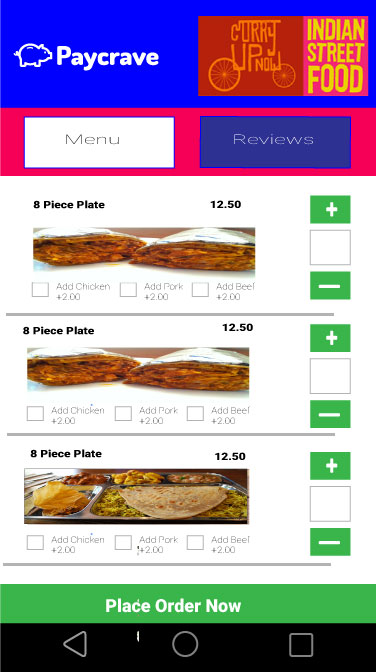 Paycrave
CURRY
UP NOW
INDIAN
STREET
FOOD
Menu
Reviews
8 Piece Plate
12.50
Add Chicken
+2.00
Add Pork
+2.00
Add Beef
+2.00
8 Piece Plate
12.50
Add Chicken
+2.00
Add Pork
+2.00
Add Beef
+2.00
8 Piece Plate
12.50
Add Chicken
+2.00
Add Pork
+2.00
Add Beef
+2.00
Place Order Now